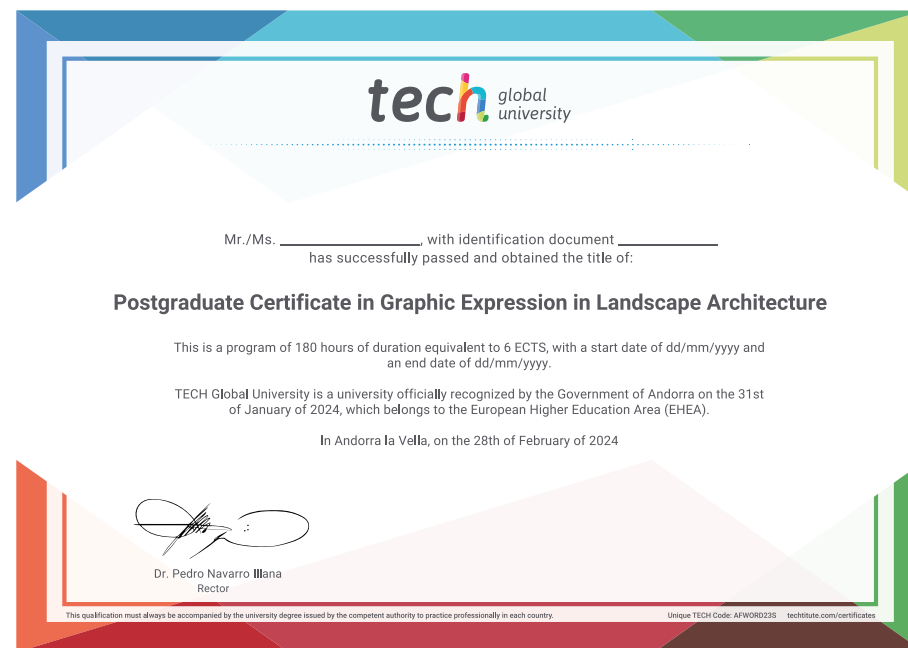 tech global
university
Mr./Ms. ____________________, with identification document ______________
has successfully passed and obtained the title of:
Postgraduate Certificate in Graphic Expression in Landscape Architecture
This is a program of 180 hours of duration equivalent to 6 ECTS, with a start date of dd/mm/yyyy and
an end date of dd/mm/yyyy.
TECH Global University is a university officially recognized by the Government of Andorra on the 31st
of January of 2024, which belongs to the European Higher Education Area (EHEA).
In Andorra la Vella, on the 28th of February of 2024
Dr. Pedro Navarro Illana
Rector
This qualification must always be accompanied by the university degree issued by the competent authority to practice professionally in each country.
Unique TECH Code: AFWORD23S techtitute.com/certificates